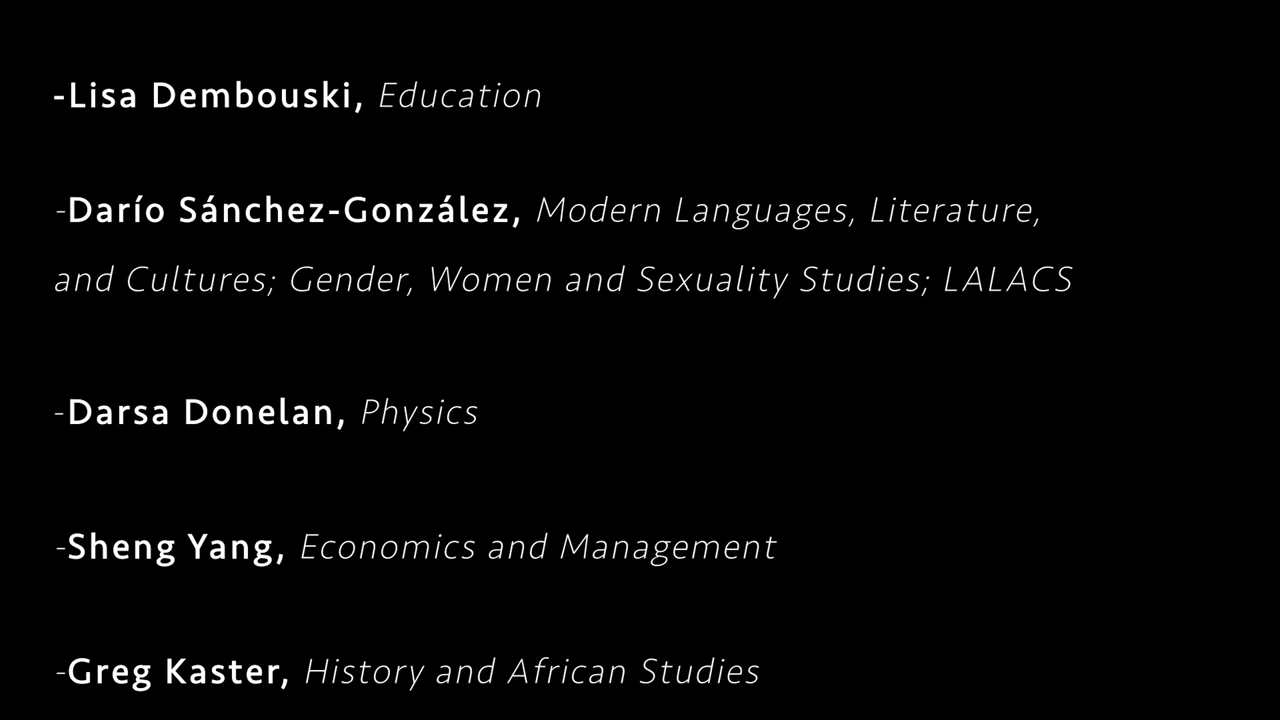 -Lisa Dembouski, Education
-Darío Sánchez-González, Modern Languages, Literature,
and Cultures; Gender, Women and Sexuality Studies; LALACS
-Darsa Donelan, Physics
-Sheng Yang, Economics and Management
-Greg Kaster, History and African Studies